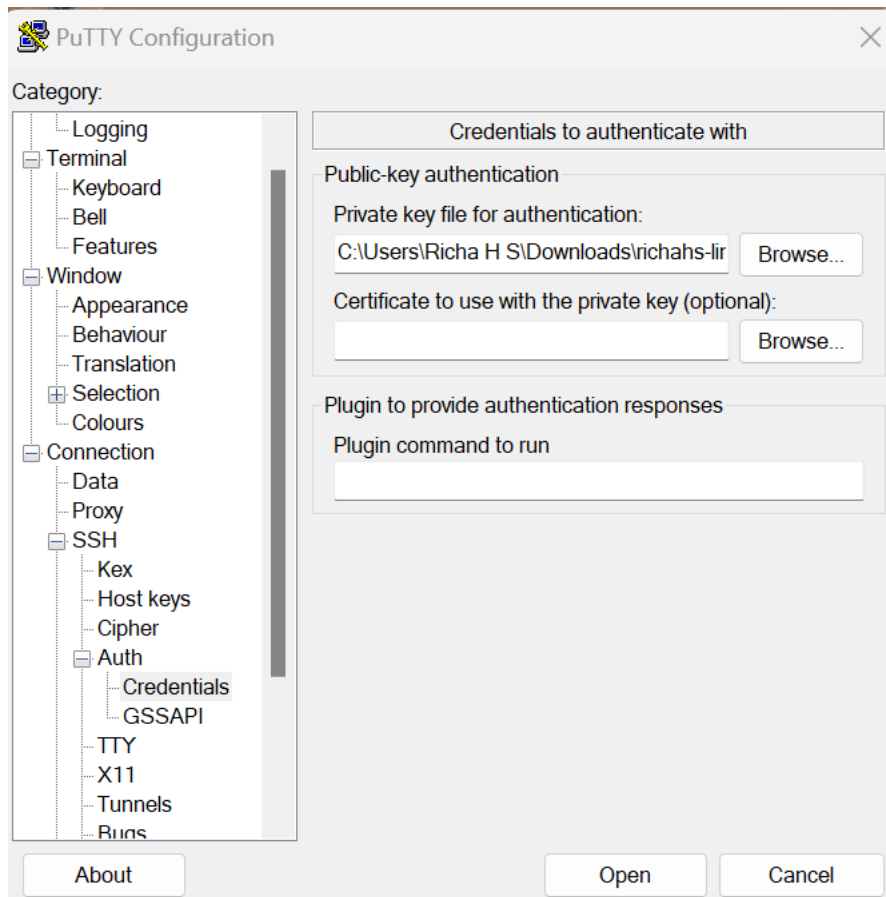 PuTTY Configuration
Category:
Logging
Terminal
Keyboard
Bell
Features
Window
Appearance
Behaviour
Translation
Selection
Colours
Connection
Data
Proxy
SSH
Kex
Host keys
Cipher
Auth
Credentials
GSSAPI
TTY
X11
Tunnels
Bugs
Credentials to authenticate with
Public-key authentication
Private key file for authentication:
C:\Users\Richa H S\Downloads\richahs-lir
Browse...
Certificate to use with the private key (optional):
Browse...
Plugin to provide authentication responses
Plugin command to run
About
Open
Cancel